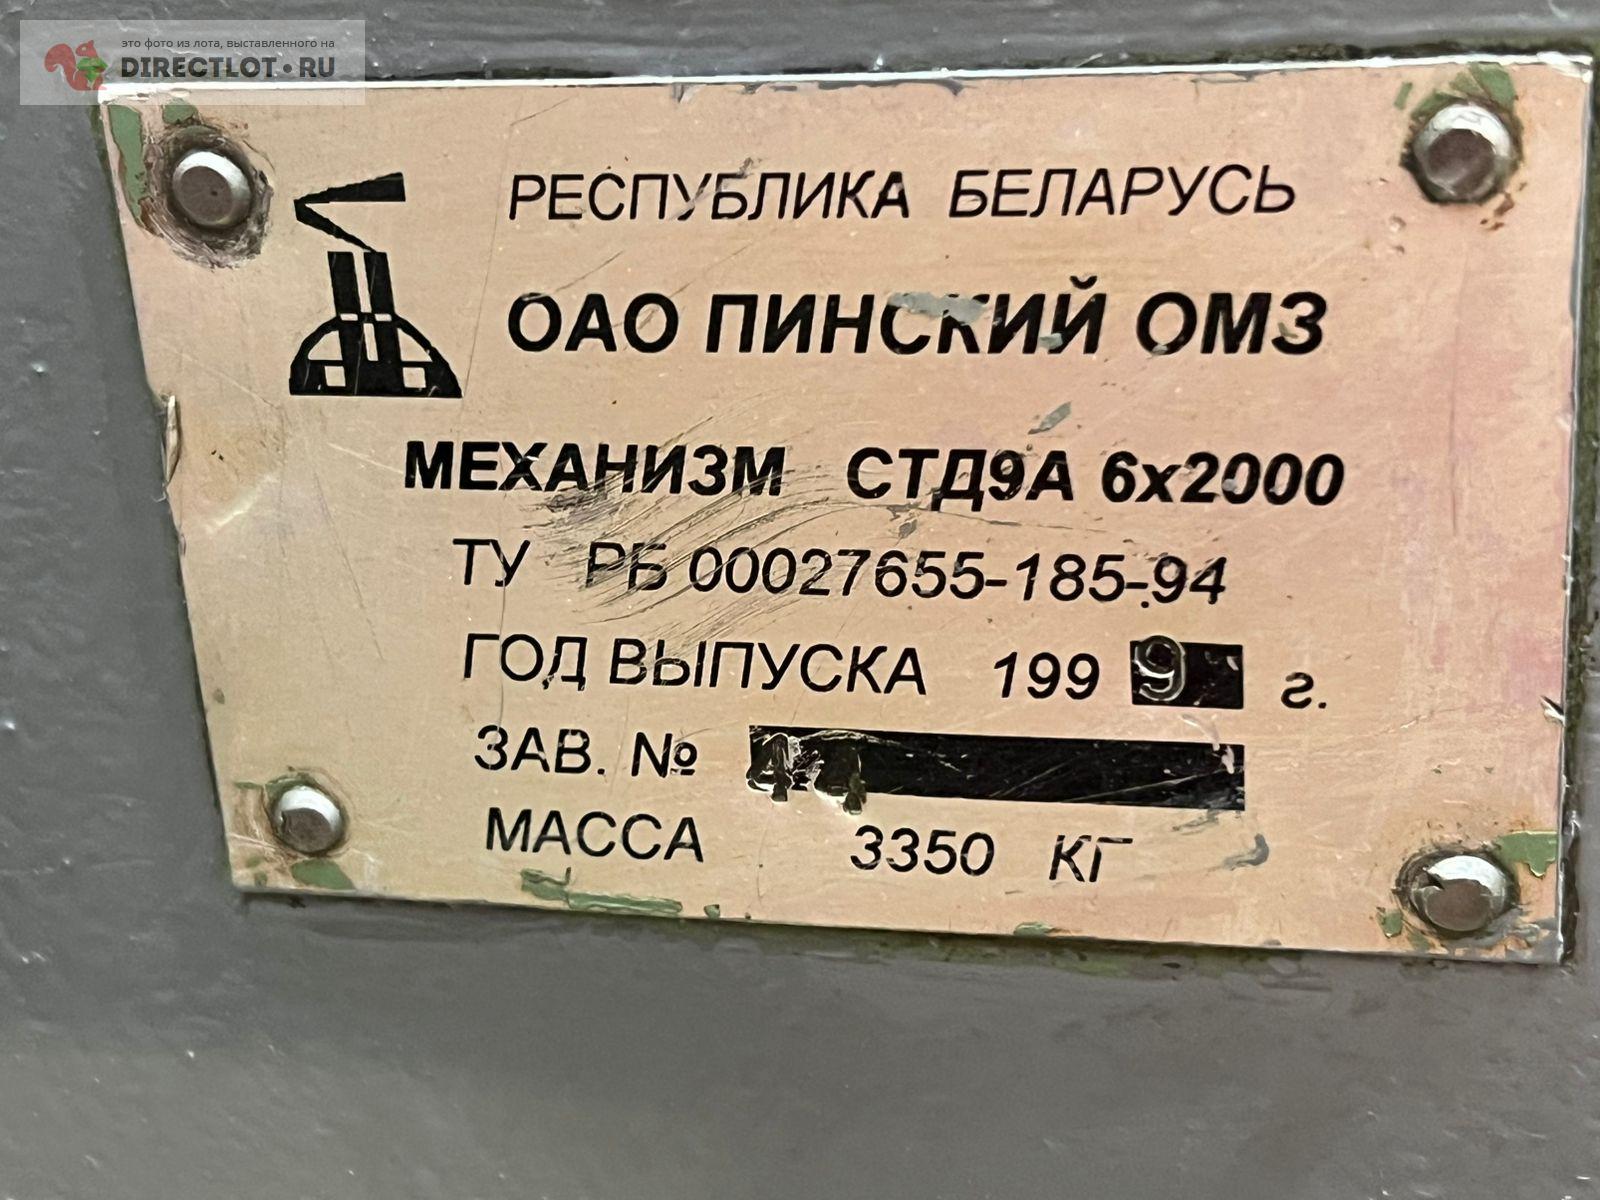 это фото из лота, выставленного на
DIRECTLOT.RU
РЕСПУБЛИКА БЕЛАРУСЬ
ОАО ПИНСКИЙ ОМЗ
МЕХАНИЗМ СТД9А 6х2000
ТУ РБ 00027655-185-94
ГОД ВЫПУСКА 1999 г.
ЗАВ. №
МАССА 3350 КГ